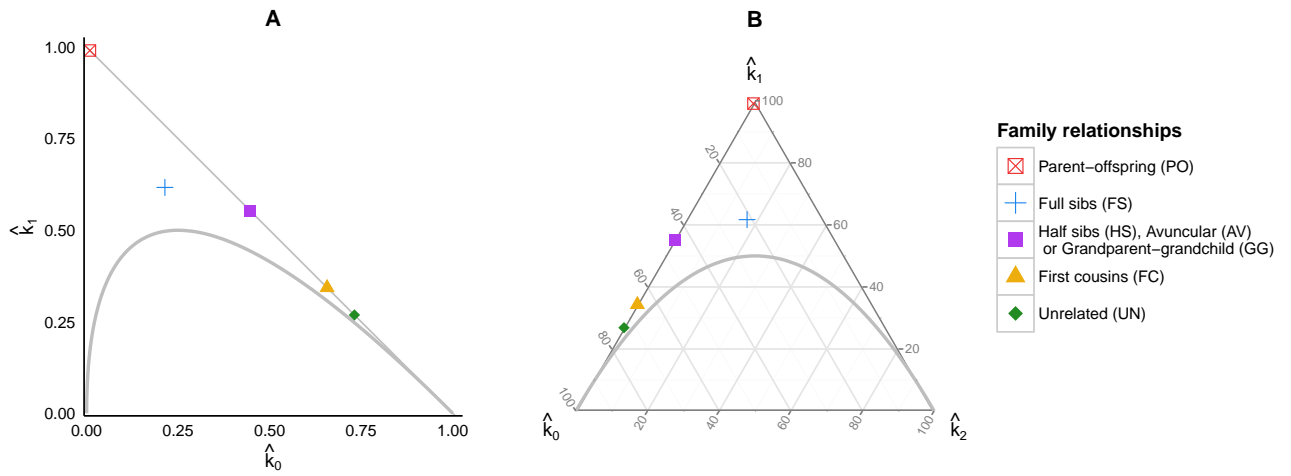 A
1.00
0.75
0.50
0.25
0.00
k̂₁
0.00 0.25 0.50 0.75 1.00
k̂₀
B
k̂₁
100
20 80
40 60
60 40
80 20
100
20 40 60 80 100
k̂₀ k̂₂
Family relationships
Parent−offspring (PO)
Full sibs (FS)
Half sibs (HS), Avuncular (AV)
or Grandparent−grandchild (GG)
First cousins (FC)
Unrelated (UN)